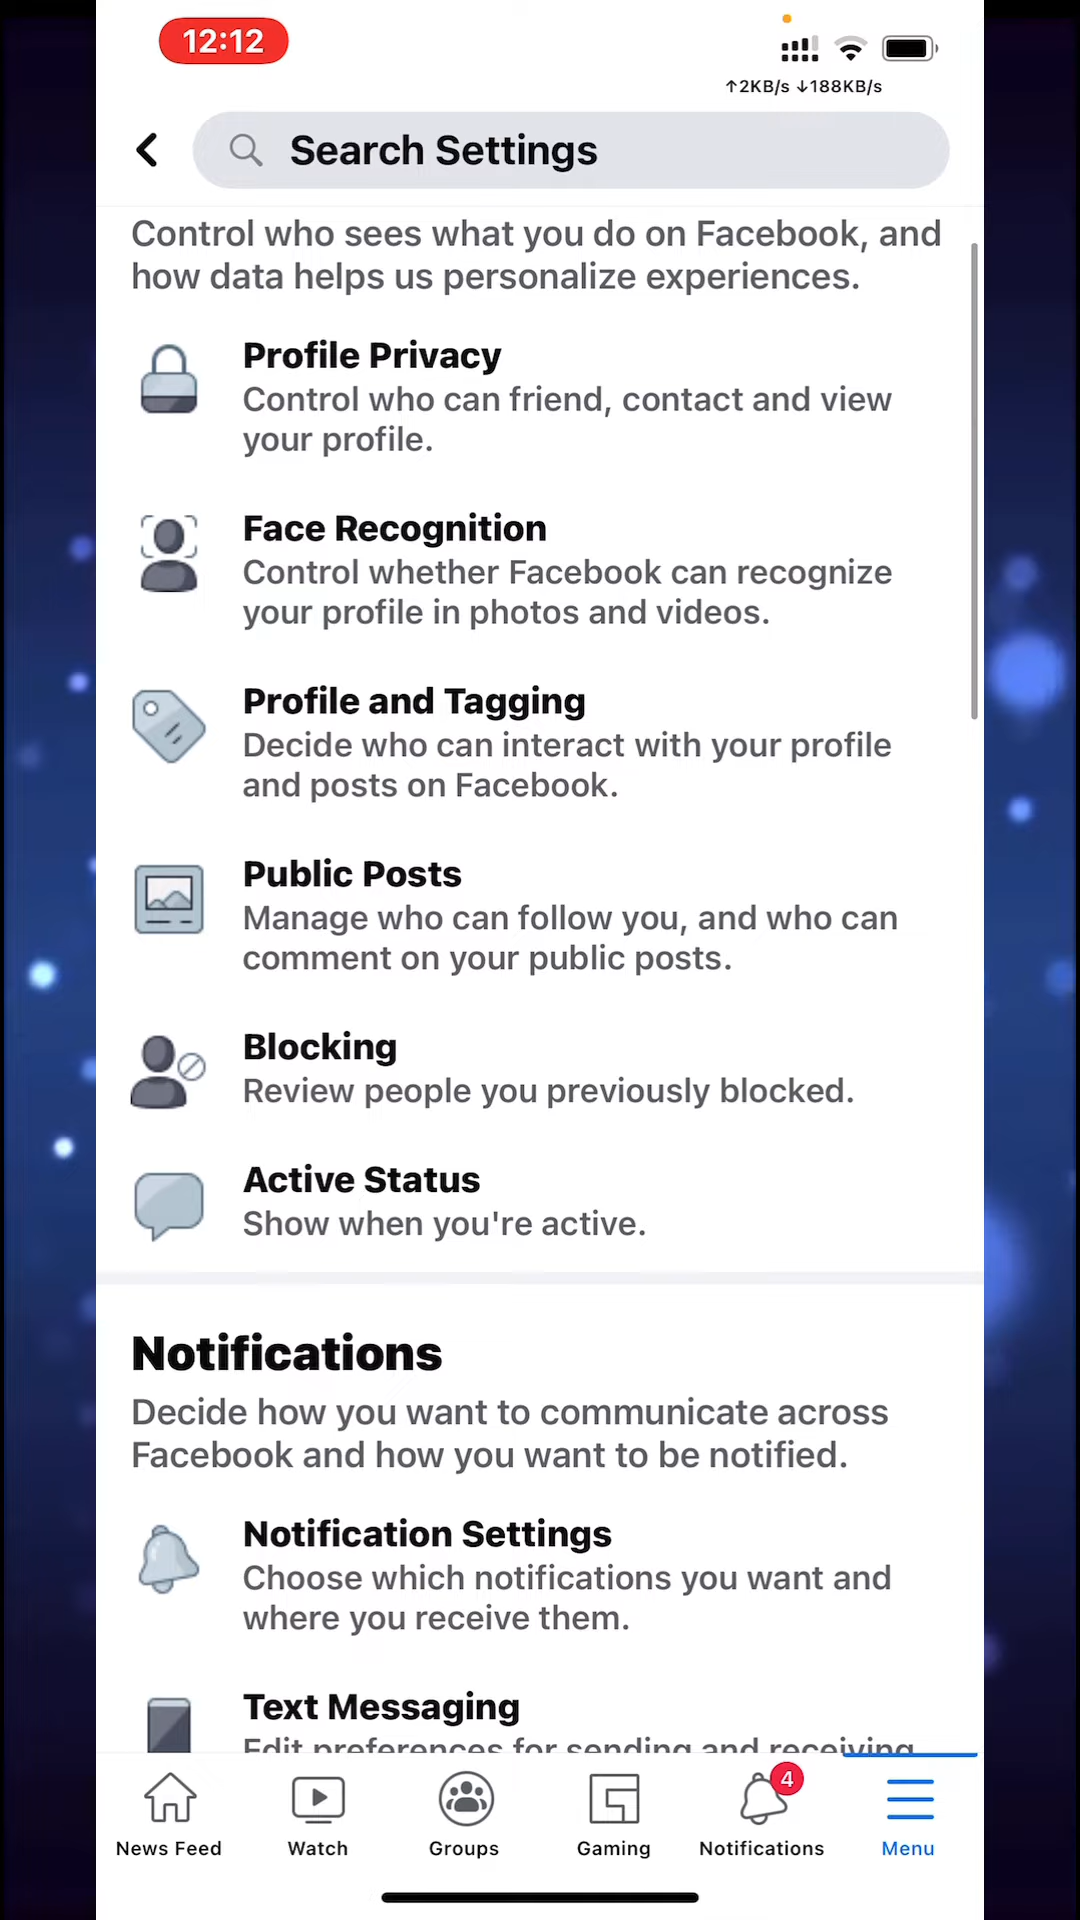 12:12
↑2KB/s ↓188KB/s
Search Settings
Control who sees what you do on Facebook, and
how data helps us personalize experiences.
Profile Privacy
Control who can friend, contact and view
your profile.
Face Recognition
Control whether Facebook can recognize
your profile in photos and videos.
Profile and Tagging
Decide who can interact with your profile
and posts on Facebook.
Public Posts
Manage who can follow you, and who can
comment on your public posts.
Blocking
Review people you previously blocked.
Active Status
Show when you're active.
Notifications
Decide how you want to communicate across
Facebook and how you want to be notified.
Notification Settings
Choose which notifications you want and
where you receive them.
Text Messaging
Edit preferences for sending and receiving
4
News Feed Watch Groups Gaming Notifications Menu